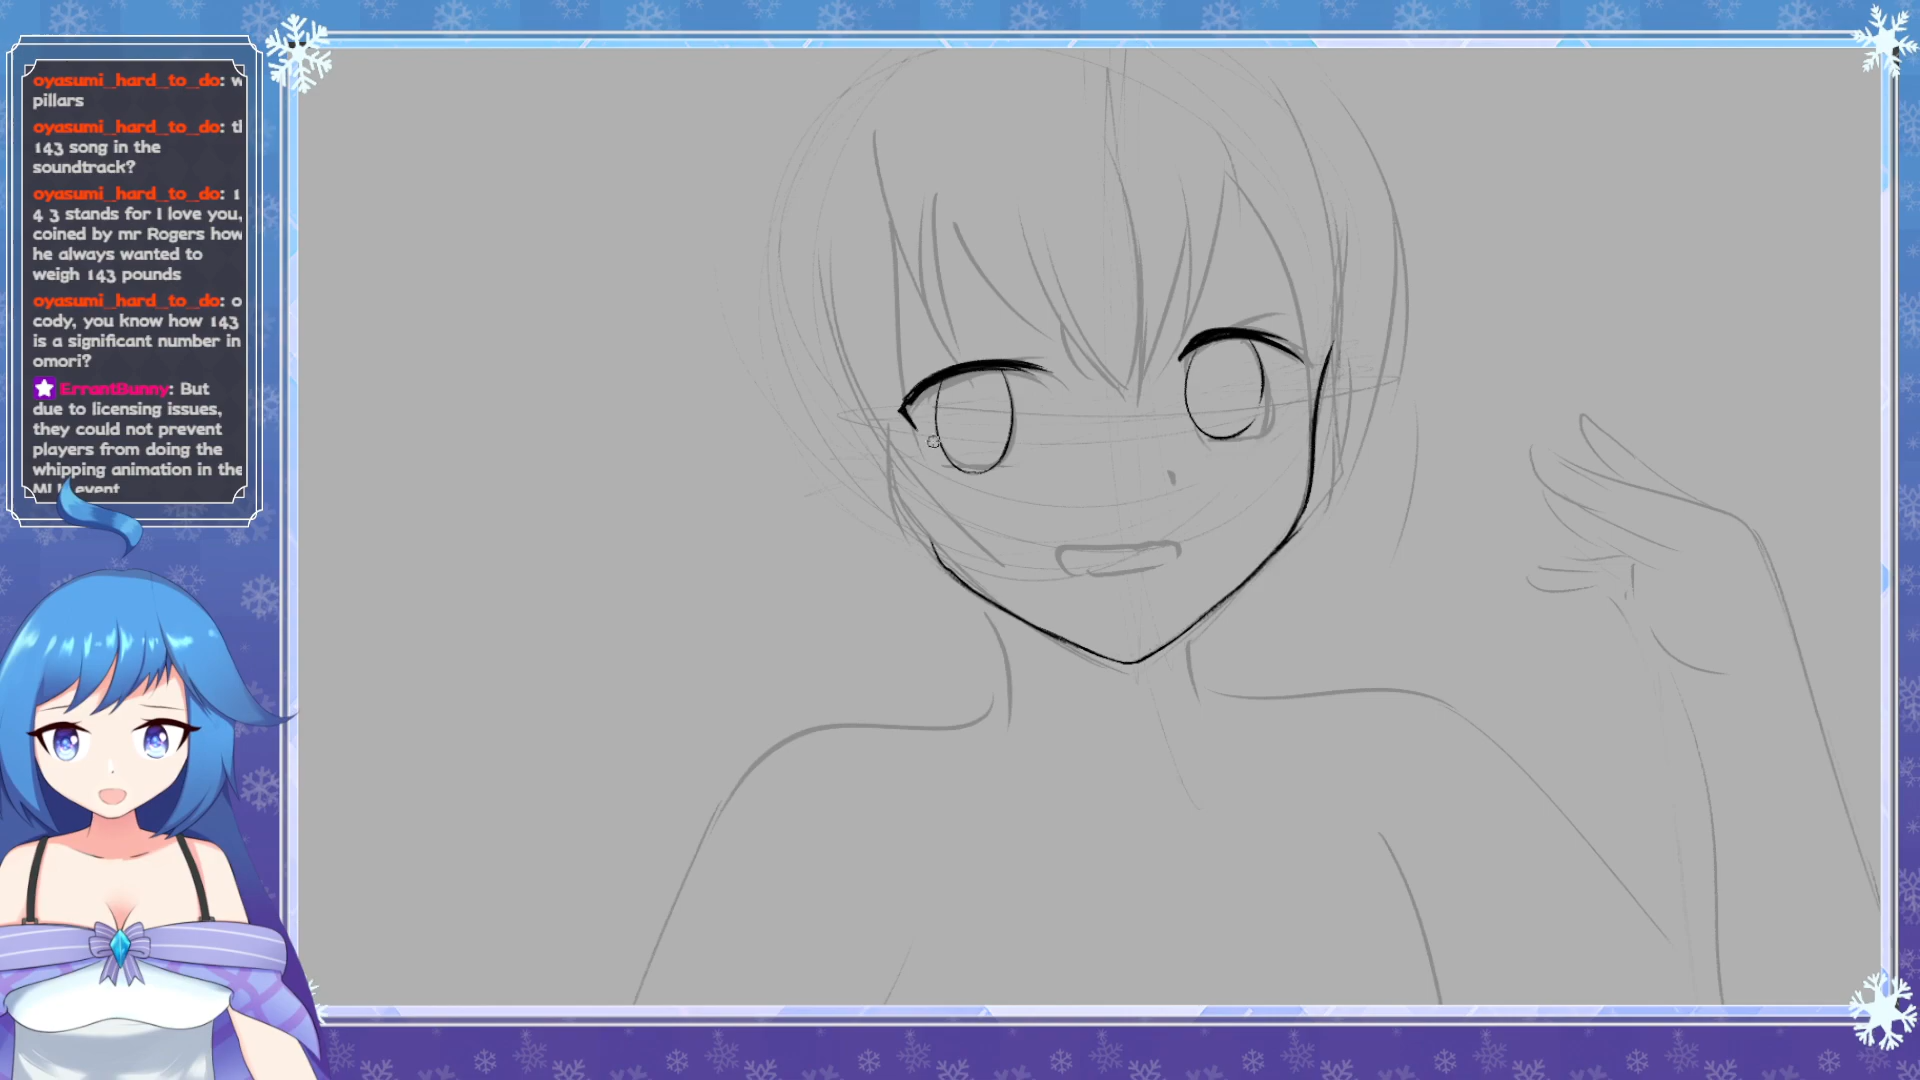 oyasumi_hard_to_do: w
pillars
oyasumi_hard_to_do: tl
143 song in the
soundtrack?
oyasumi_hard_to_do: 1
4 3 stands for I love you,
coined by mr Rogers how
he always wanted to
weigh 143 pounds
oyasumi_hard_to_do: o
cody, you know how 143
is a significant number in
omori?
ErrantBunny: But
due to licensing issues,
they could not prevent
players from doing the
whipping animation in the
event